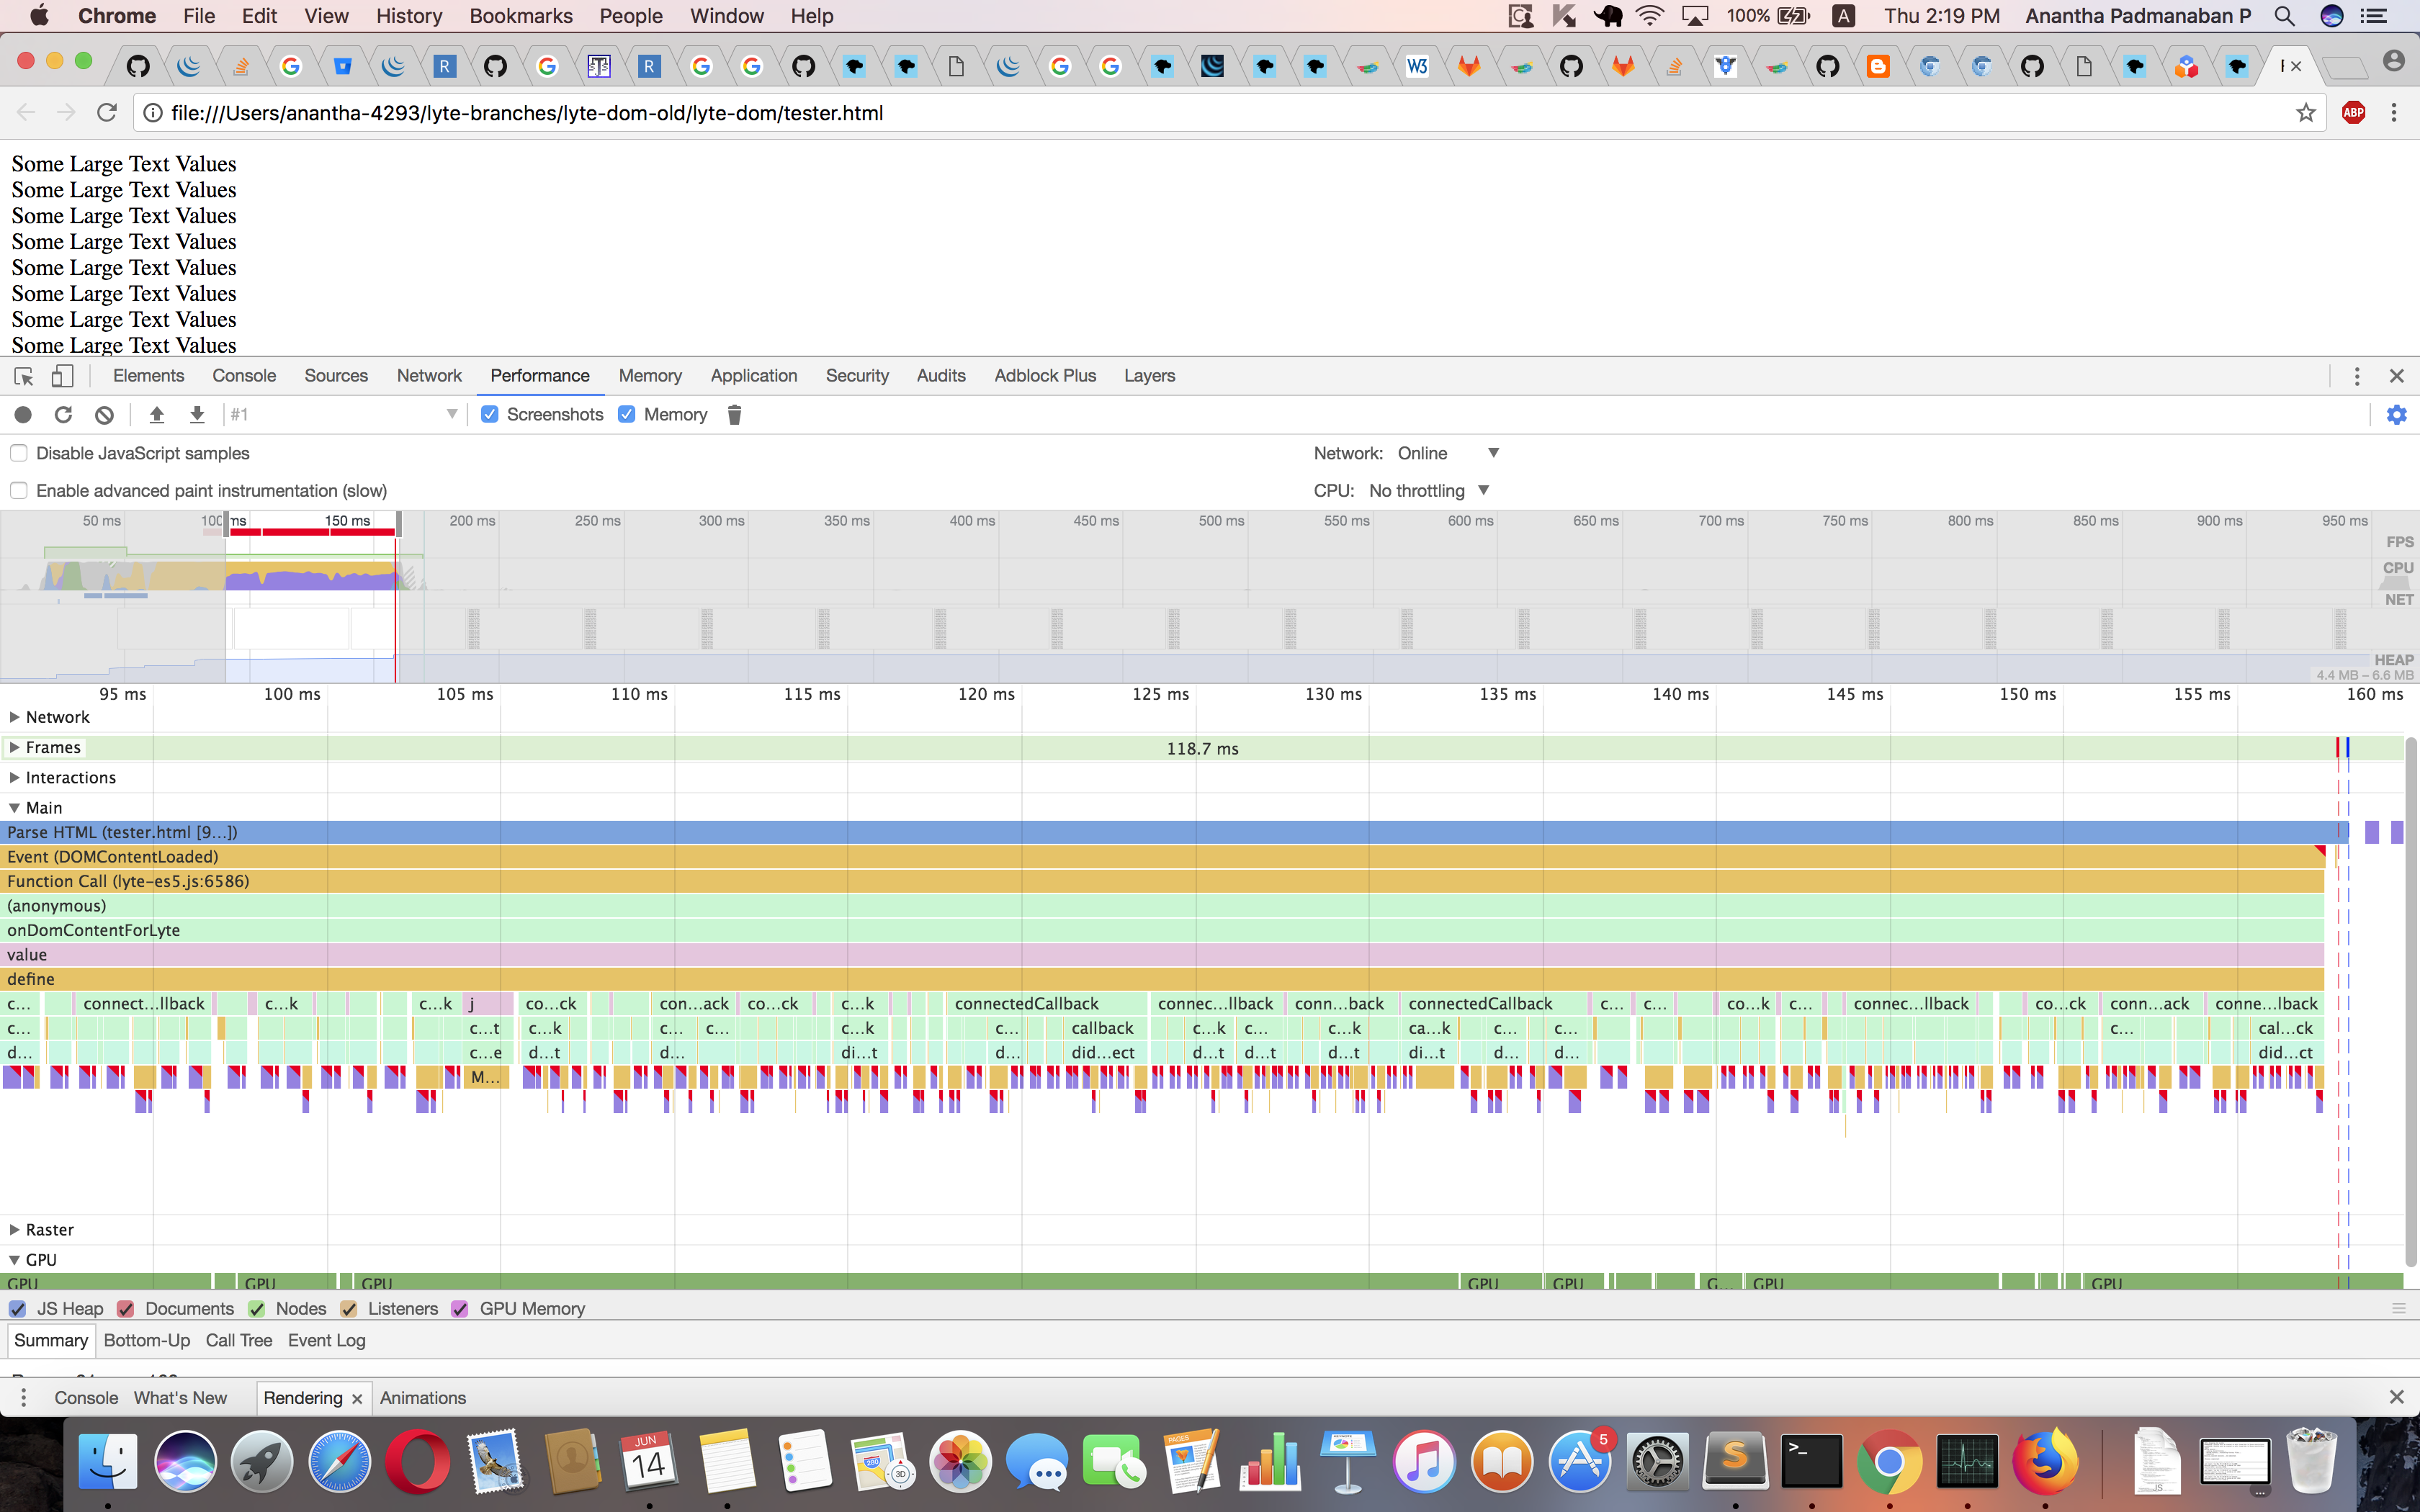 Chrome File Edit View History Bookmarks People Window Help 100% A Thu 2:19 PM Anantha Padmanaban P
file:///Users/anantha-4293/lyte-branches/lyte-dom-old/lyte-dom/tester.html ABP
Some Large Text Values
Some Large Text Values
Some Large Text Values
Some Large Text Values
Some Large Text Values
Some Large Text Values
Some Large Text Values
Some Large Text Values
Elements Console Sources Network Performance Memory Application Security Audits Adblock Plus Layers
#1 Screenshots Memory
Disable JavaScript samples Network: Online
Enable advanced paint instrumentation (slow) CPU: No throttling
50 ms 100 ms 150 ms 200 ms 250 ms 300 ms 350 ms 400 ms 450 ms 500 ms 550 ms 600 ms 650 ms 700 ms 750 ms 800 ms 850 ms 900 ms 950 ms
FPS
CPU
NET
HEAP
4.4 MB – 6.6 MB
95 ms 100 ms 105 ms 110 ms 115 ms 120 ms 125 ms 130 ms 135 ms 140 ms 145 ms 150 ms 155 ms 160 ms
Network
Frames 118.7 ms
Interactions
Main
Parse HTML (tester.html [9...])
Event (DOMContentLoaded)
Function Call (lyte-es5.js:6586)
(anonymous)
onDomContentForLyte
value
define
c... connect...llback c...k c...k j co...ck con...ack co...ck c...k connectedCallback connec...llback conn...back connectedCallback c... c... co...k c... connec...llback co...ck conn...ack conne...lback
c... c...t c...k c... c... c...k c... callback c...k c... c...k ca...k c... c... c... cal...ck
d... c...e d...t d... di...t d... did...ect d...t d...t d...t di...t d... d... did...ct
M...
Raster
GPU
GPU GPU GPU GPU GPU G... GPU GPU
JS Heap Documents Nodes Listeners GPU Memory
Summary Bottom-Up Call Tree Event Log
Console What's New Rendering Animations
JUN
14
PAGES
5